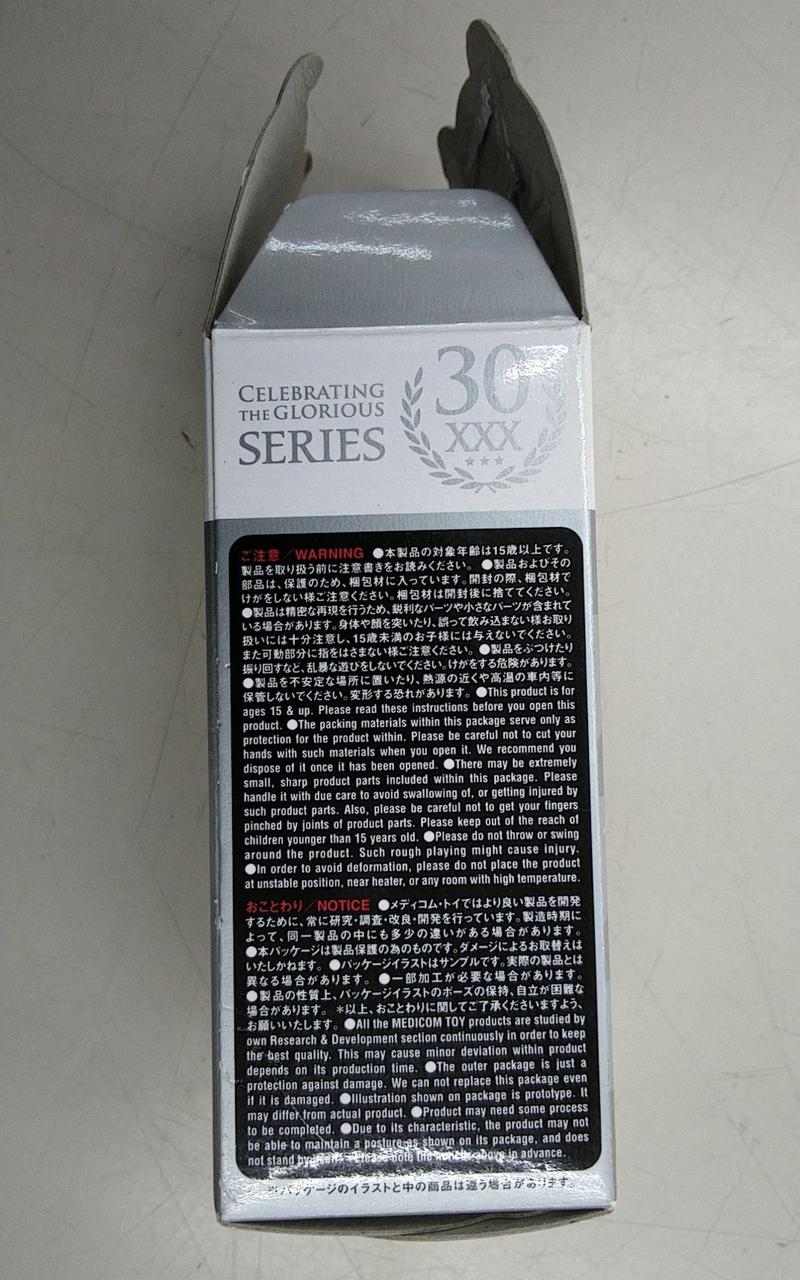 CELEBRATING
THE GLORIOUS
SERIES
30
XXX
ご注意／WARNING ●本製品の対象年齢は15歳以上です。
製品を取り扱う前に注意書きをお読みください。 ●製品およびその
部品は、保護のため、梱包材に入っています。開封の際、梱包材で
けがをしない様ご注意ください。梱包材は開封後に捨ててください。
●製品は精密な再現を行うため、鋭利なパーツや小さなパーツが含まれて
いる場合があります。身体や顔を突いたり、誤って飲み込まない様お取り
扱いには十分注意し、15歳未満のお子様には与えないでください。
また可動部分に指をはさまない様ご注意ください。 ●製品をぶつけたり
振り回すなど、乱暴な遊びをしないでください。けがをする危険があります。
●製品を不安定な場所に置いたり、熱源の近くや高温の車内等に
保管しないでください。変形する恐れがあります。 ●This product is for
ages 15 & up. Please read these instructions before you open this
product. ●The packing materials within this package serve only as
protection for the product within. Please be careful not to cut your
hands with such materials when you open it. We recommend you
dispose of it once it has been opened. ●There may be extremely
small, sharp product parts included within this package. Please
handle it with due care to avoid swallowing of, or getting injured by
such product parts. Also, please be careful not to get your fingers
pinched by joints of product parts. Please keep out of the reach of
children younger than 15 years old. ●Please do not throw or swing
around the product. Such rough playing might cause injury.
●In order to avoid deformation, please do not place the product
at unstable position, near heater, or any room with high temperature.
おことわり／NOTICE ●メディコム・トイではより良い製品を開発
するために、常に研究・調査・改良・開発を行っています。製造時期に
よって、同一製品の中にも多少の違いがある場合があります。
●本パッケージは製品保護の為のものです。ダメージによるお取替えは
いたしかねます。 ●パッケージイラストはサンプルです。実際の製品とは
異なる場合があります。 ●一部加工が必要な場合があります。
●製品の性質上、パッケージイラストのポーズの保持、自立が困難な
場合があります。 ＊以上、おことわりに関してご了承くださいますよう、
お願いいたします。 ●All the MEDICOM TOY products are studied by
own Research & Development section continuously in order to keep
the best quality. This may cause minor deviation within product
depends on its production time. ●The outer package is just a
protection against damage. We can not replace this package even
if it is damaged. ●Illustration shown on package is prototype. It
may differ from actual product. ●Product may need some process
to be completed. ●Due to its characteristic, the product may not
be able to maintain a posture as shown on its package, and does
not stand by Please note the above in advance.
※パッケージのイラストと中の商品は違う場合があります。